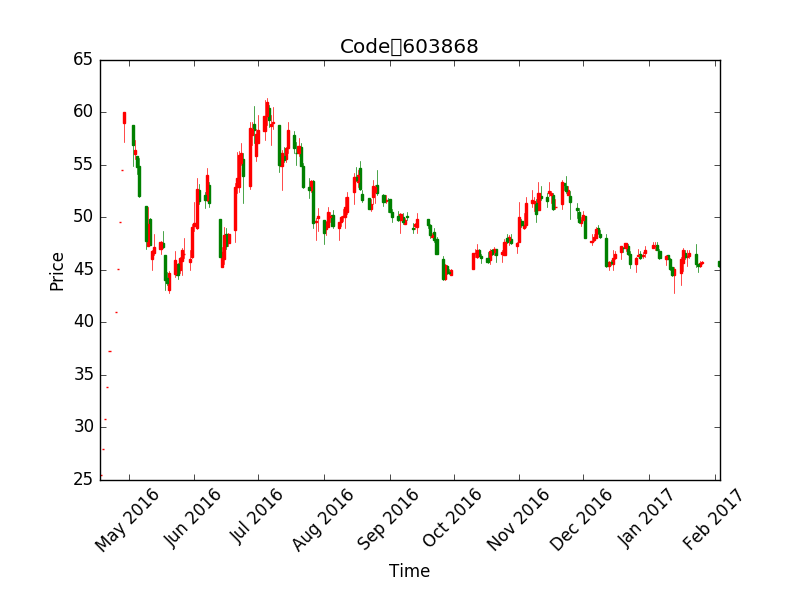 Code▯603868
Price
65
60
55
50
45
40
35
30
25
May 2016
Jun 2016
Jul 2016
Aug 2016
Sep 2016
Oct 2016
Nov 2016
Dec 2016
Jan 2017
Feb 2017
Time